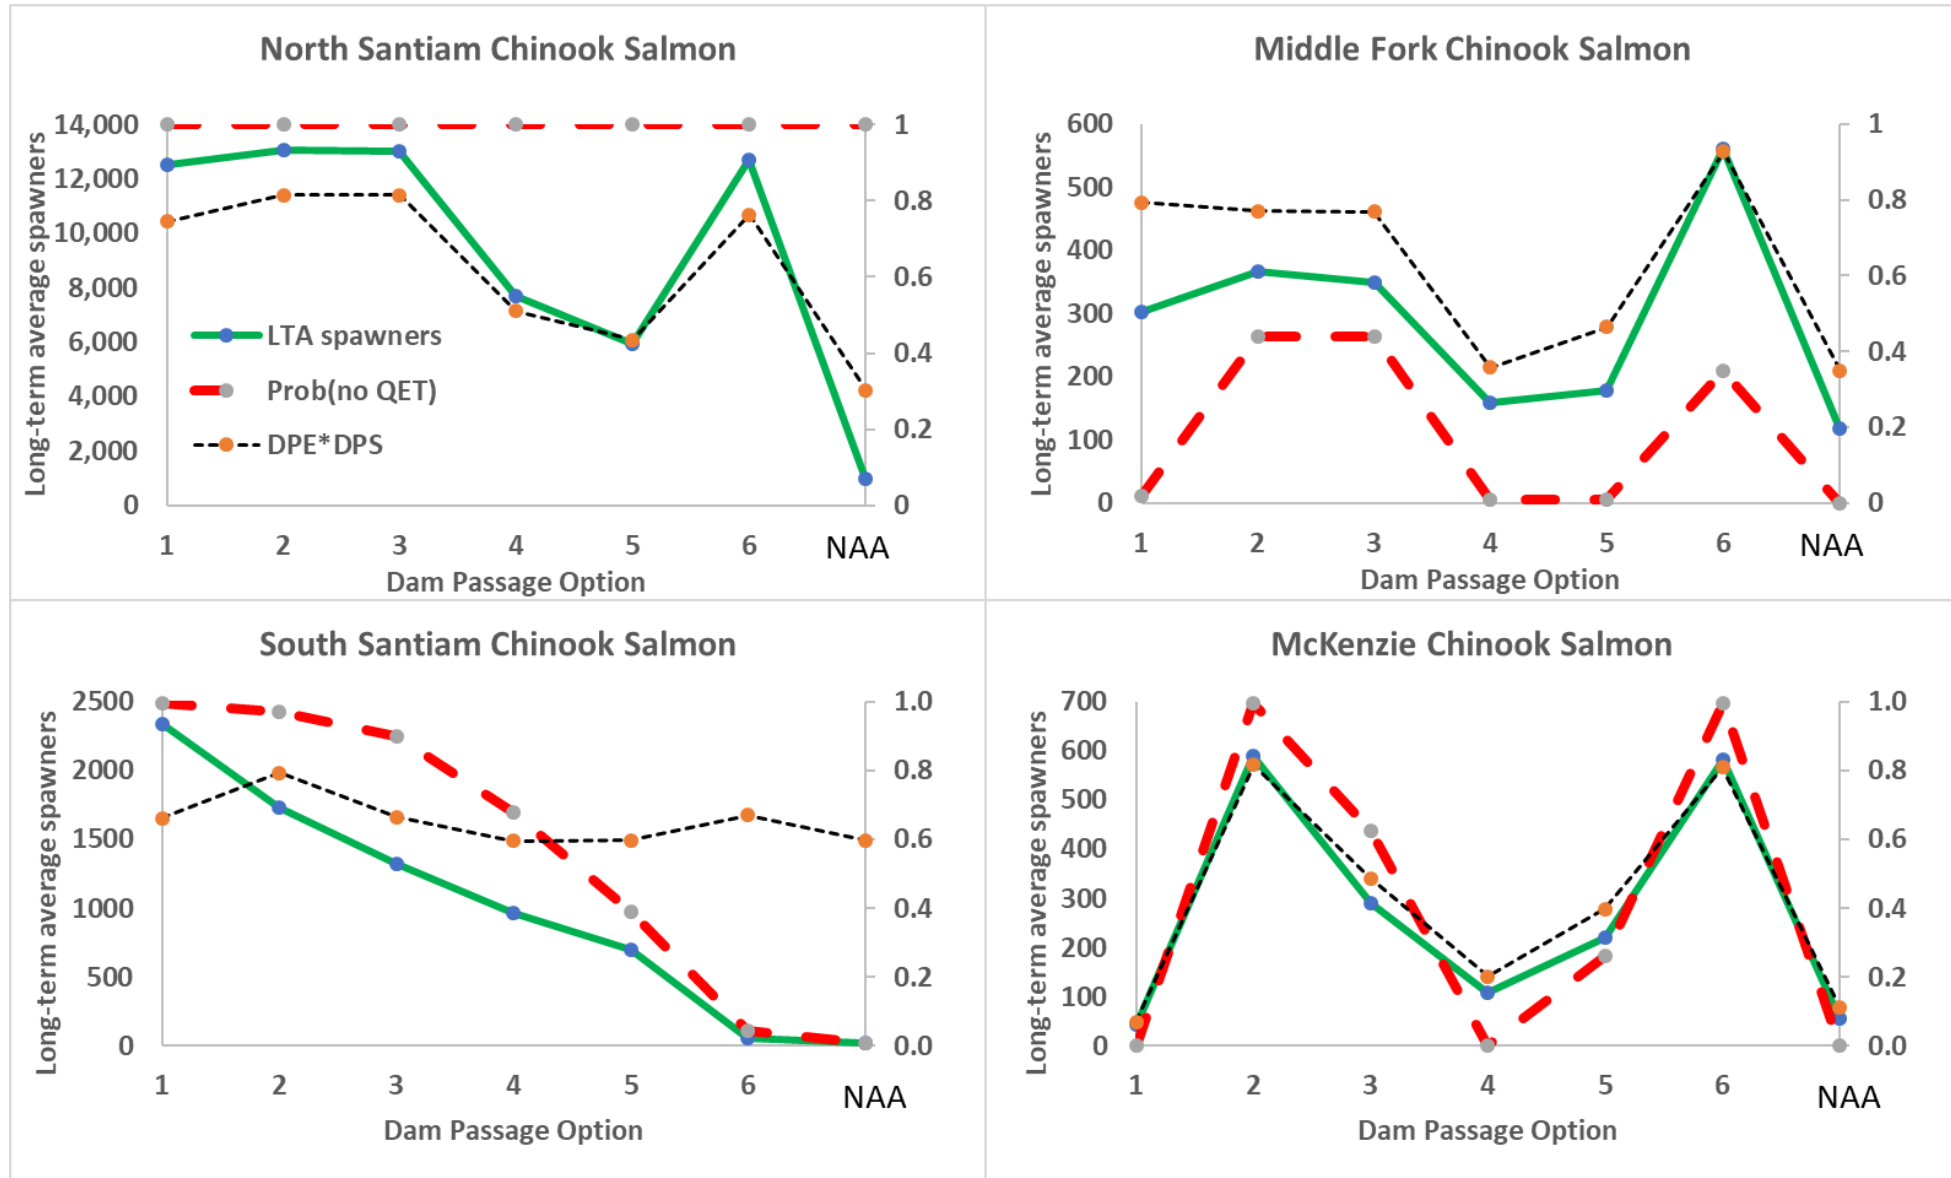 North Santiam Chinook Salmon
Long-term average spawners
14,000
12,000
10,000
8,000
6,000
4,000
2,000
0
1
0.8
0.6
0.4
0.2
0
LTA spawners
Prob(no QET)
DPE*DPS
1 2 3 4 5 6 NAA
Dam Passage Option
Middle Fork Chinook Salmon
Long-term average spawners
600
500
400
300
200
100
0
1
0.8
0.6
0.4
0.2
0
1 2 3 4 5 6 NAA
Dam Passage Option
South Santiam Chinook Salmon
Long-term average spawners
2500
2000
1500
1000
500
0
1.0
0.8
0.6
0.4
0.2
0.0
1 2 3 4 5 6 NAA
Dam Passage Option
McKenzie Chinook Salmon
Long-term average spawners
700
600
500
400
300
200
100
0
1.0
0.8
0.6
0.4
0.2
0.0
1 2 3 4 5 6 NAA
Dam Passage Option